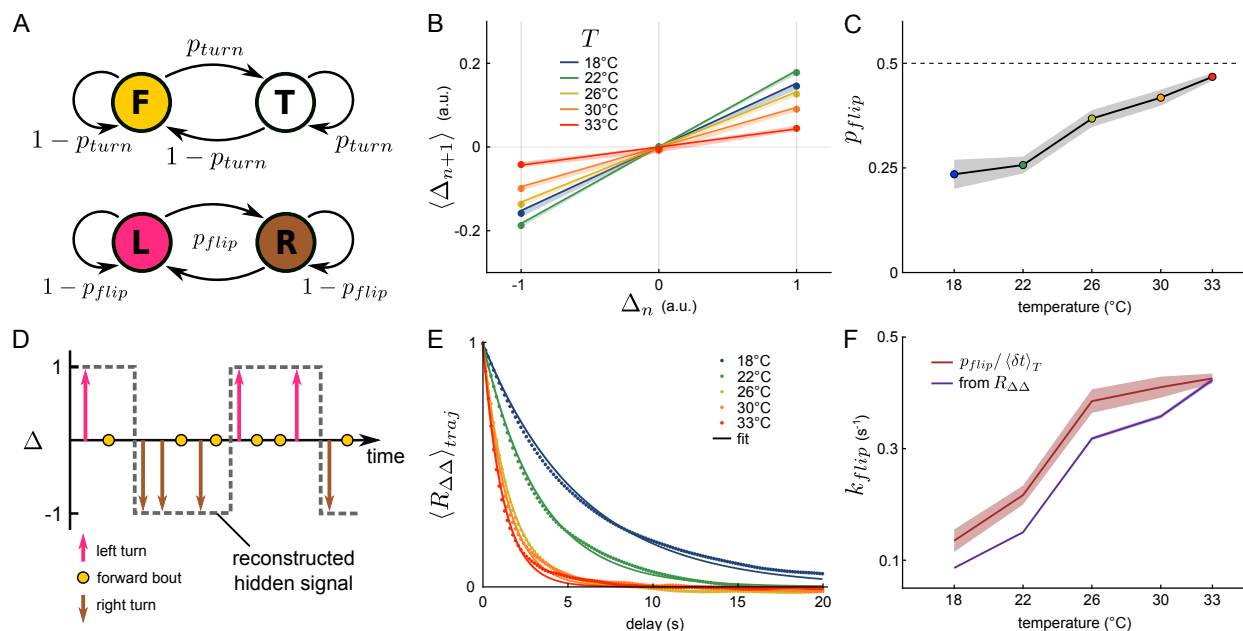 A
p_turn
F
T
1 − p_turn
1 − p_turn
p_turn
L
p_flip
R
1 − p_flip
1 − p_flip
B
T
18°C
22°C
26°C
30°C
33°C
0.2
0
-0.2
⟨Δ_{n+1}⟩ (a.u.)
-1
0
1
Δ_n (a.u.)
C
0.5
0.25
0
p_flip
18
22
26
30
33
temperature (°C)
D
1
Δ
-1
time
left turn
forward bout
right turn
reconstructed
hidden signal
E
1
0
⟨R_ΔΔ⟩_traj
18°C
22°C
26°C
30°C
33°C
fit
0
5
10
15
20
delay (s)
F
0.5
0.3
0.1
k_flip (s⁻¹)
p_flip / ⟨δt⟩_T
from R_ΔΔ
18
22
26
30
33
temperature (°C)